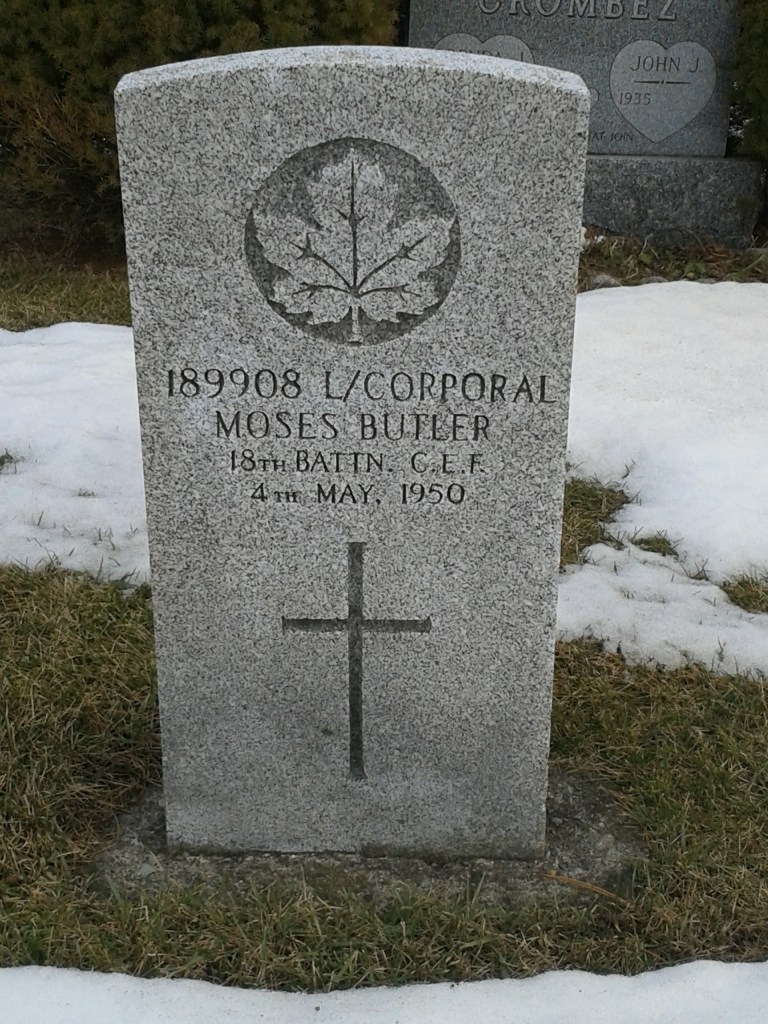 CROMBEZ
JOHN J
1935
189908 L/CORPORAL
MOSES BUTLER
18TH BATTN. C.E.F.
4TH MAY, 1950